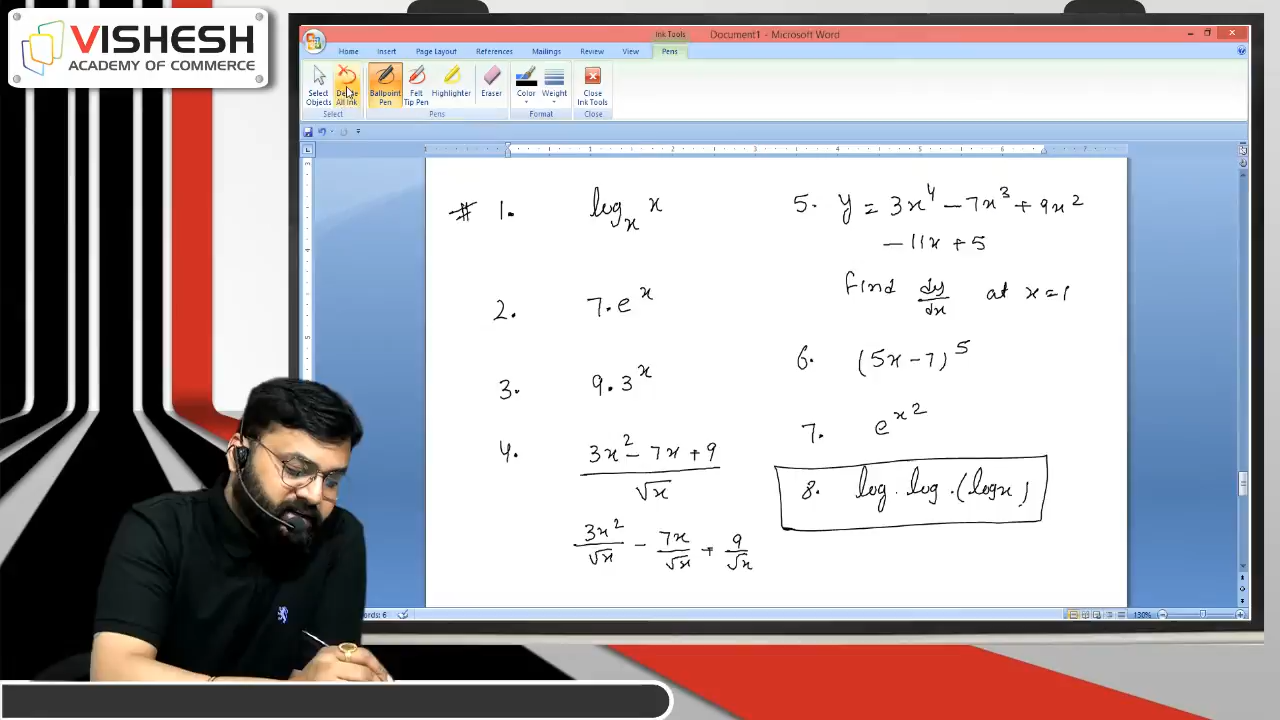 VISHESH
ACADEMY OF COMMERCE
Ink Tools
Document1 - Microsoft Word
Home Insert Page Layout References Mailings Review View Pens
Select Objects
Delete All Ink
Ballpoint Pen
Felt Tip Pen
Highlighter
Eraser
Color
Weight
Close Ink Tools
Select Pens Format Close
# 1. log_x x
2. 7.e^x
3. 9.3^x
4. (3x^2 - 7x + 9) / √x
3x^2/√x - 7x/√x + 9/√x
5. y = 3x^4 - 7x^3 + 9x^2
- 11x + 5
find dy/dx at x = 1
6. (5x - 7)^5
7. e^x^2
8. log . log . (log x)
ords: 6
130%